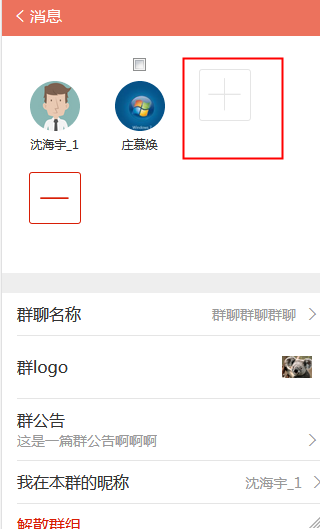 消息
沈海宇_1
庄慕焕
群聊名称
群聊群聊群聊
群logo
群公告
这是一篇群公告啊啊啊
我在本群的昵称
沈海宇_1
解散群组